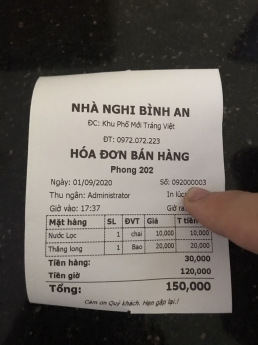 NHÀ NGHI BÌNH AN
ĐC: Khu Phố Mới Tráng Việt
ĐT: 0972.072.223
HÓA ĐƠN BÁN HÀNG
Phong 202
Ngày: 01/09/2020 Số: 092000003
Thu ngân: Administrator In lúc
Giờ vào: 17:37 Giờ ra
Mặt hàng SL ĐVT Giá T tiền
Nước Lọc 1 chai 10,000 10,000
Thăng long 1 Bao 20,000 20,000
Tiền hàng: 30,000
Tiền giờ 120,000
Tổng: 150,000
Cảm ơn Quý khách. Hẹn gặp lại.!